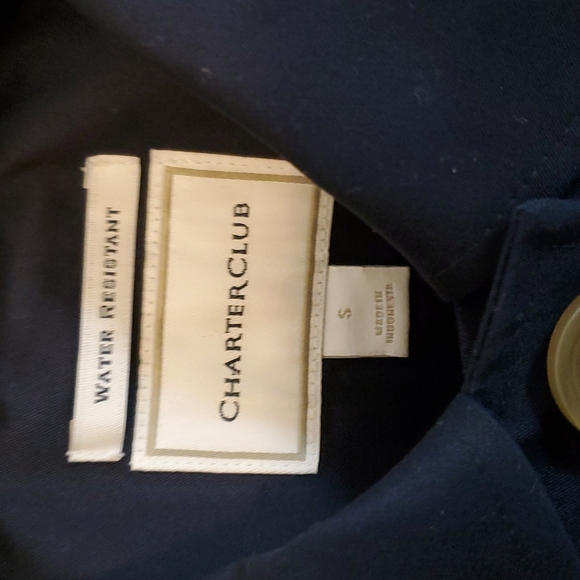 WATER RESISTANT
CHARTER CLUB
S
MADE IN
INDONESIA